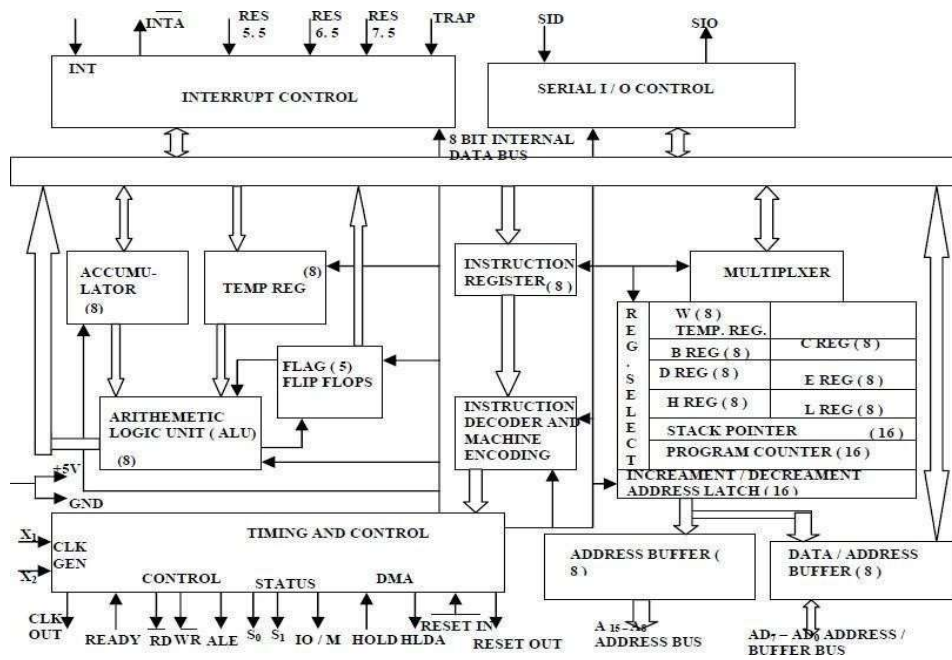 INTA
RES
5. 5
RES
6. 5
RES
7. 5
TRAP
SID
SIO
INT
INTERRUPT CONTROL
SERIAL I / O CONTROL
8 BIT INTERNAL
DATA BUS
ACCUMU-
LATOR
(8)
(8)
TEMP REG
INSTRUCTION
REGISTER ( 8 )
MULTIPLXER
FLAG ( 5 )
FLIP FLOPS
REG. SELECT
W ( 8 )
TEMP. REG.
B REG ( 8 )
C REG ( 8 )
D REG ( 8 )
E REG ( 8 )
H REG ( 8 )
L REG ( 8 )
STACK POINTER ( 16 )
PROGRAM COUNTER ( 16 )
INCREAMENT / DECREAMENT
ADDRESS LATCH ( 16 )
ARITHEMETIC
LOGIC UNIT ( ALU)
(8)
INSTRUCTION
DECODER AND
MACHINE
ENCODING
+5V
GND
X1
X2
CLK
GEN
TIMING AND CONTROL
CONTROL
STATUS
DMA
ADDRESS BUFFER (
8 )
DATA / ADDRESS
BUFFER ( 8 )
CLK
OUT
READY
RD
WR
ALE
S0
S1
IO / M
HOLD
HLDA
RESET IN
RESET OUT
A 15 – A8
ADDRESS BUS
AD7 – AD0 ADDRESS /
BUFFER BUS